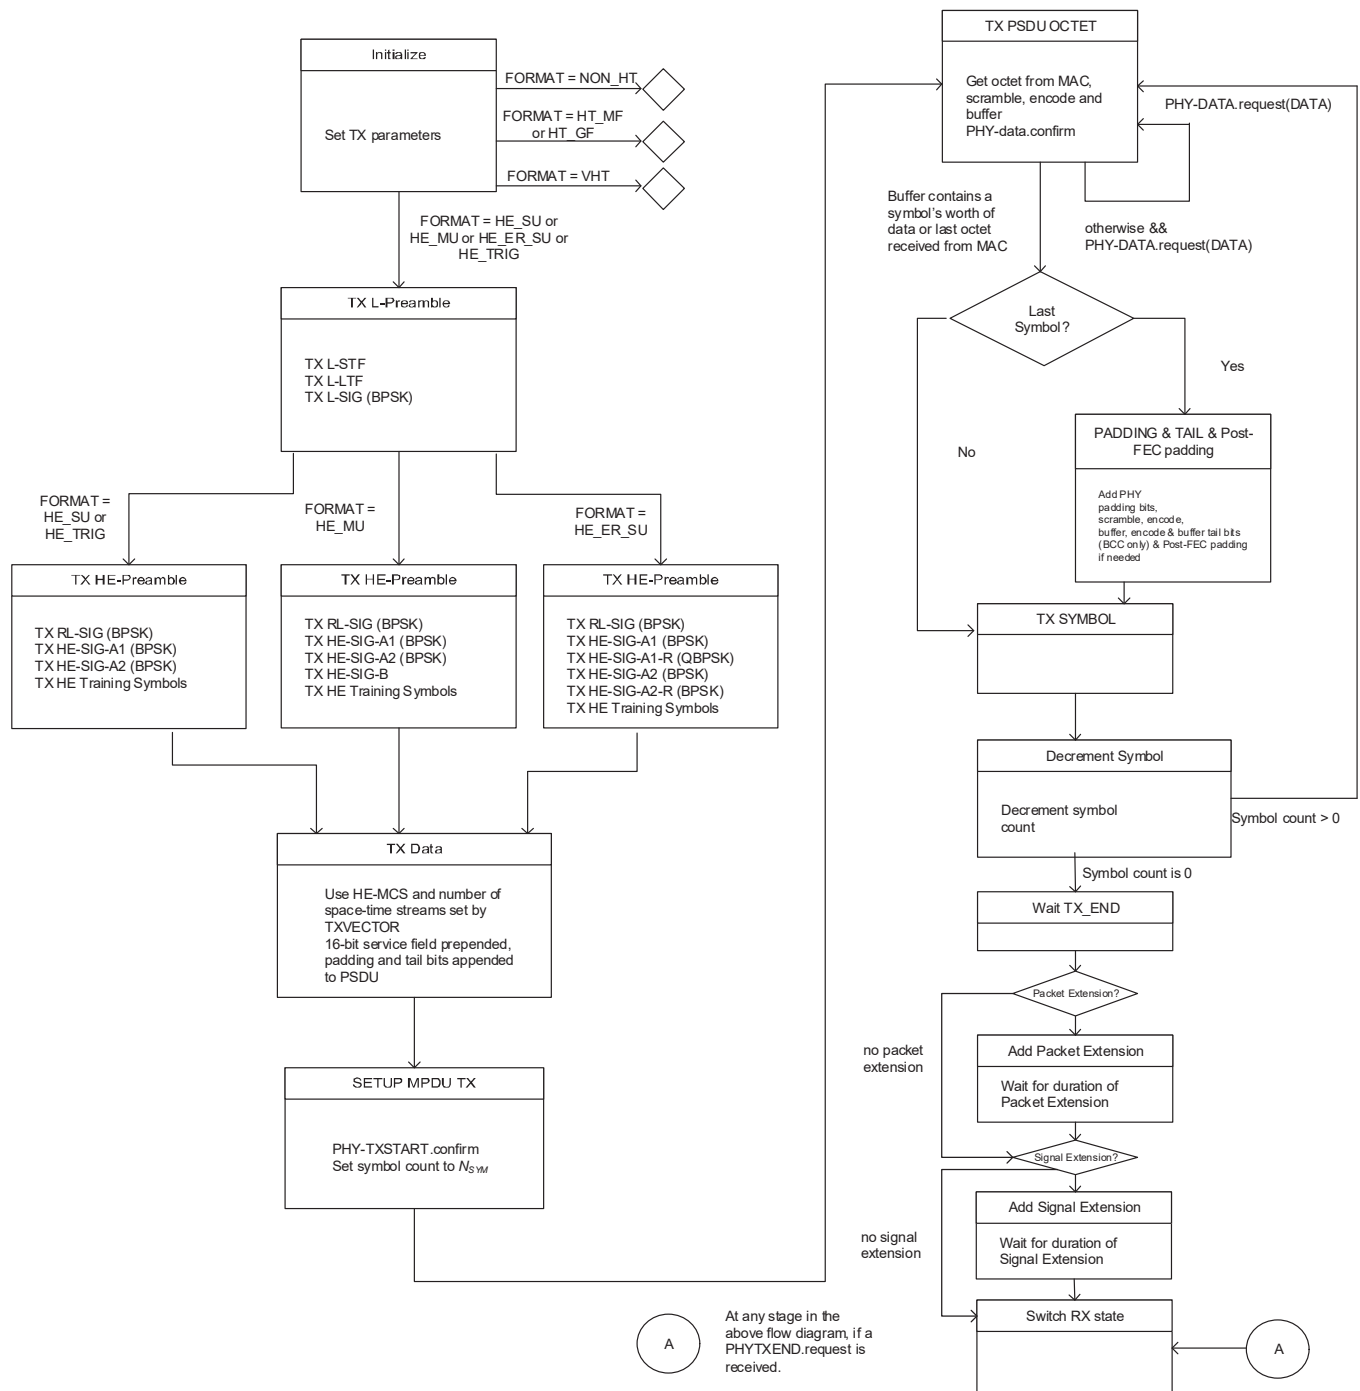 Initialize
Set TX parameters
FORMAT = NON_HT
FORMAT = HT_MF
or HT_GF
FORMAT = VHT
FORMAT = HE_SU or
HE_MU or HE_ER_SU or
HE_TRIG
TX L-Preamble
TX L-STF
TX L-LTF
TX L-SIG (BPSK)
FORMAT =
HE_SU or
HE_TRIG
FORMAT =
HE_MU
FORMAT =
HE_ER_SU
TX HE-Preamble
TX RL-SIG (BPSK)
TX HE-SIG-A1 (BPSK)
TX HE-SIG-A2 (BPSK)
TX HE Training Symbols
TX HE-Preamble
TX RL-SIG (BPSK)
TX HE-SIG-A1 (BPSK)
TX HE-SIG-A2 (BPSK)
TX HE-SIG-B
TX HE Training Symbols
TX HE-Preamble
TX RL-SIG (BPSK)
TX HE-SIG-A1 (BPSK)
TX HE-SIG-A1-R (QBPSK)
TX HE-SIG-A2 (BPSK)
TX HE-SIG-A2-R (BPSK)
TX HE Training Symbols
TX Data
Use HE-MCS and number of
space-time streams set by
TXVECTOR
16-bit service field prepended,
padding and tail bits appended
to PSDU
SETUP MPDU TX
PHY-TXSTART.confirm
Set symbol count to N_SYM
TX PSDU OCTET
Get octet from MAC,
scramble, encode and
buffer
PHY-data.confirm
PHY-DATA.request(DATA)
Buffer contains a
symbol's worth of
data or last octet
received from MAC
otherwise &&
PHY-DATA.request(DATA)
Last
Symbol?
Yes
No
PADDING & TAIL & Post-
FEC padding
Add PHY
padding bits,
scramble, encode,
buffer, encode & buffer tail bits
(BCC only) & Post-FEC padding
if needed
TX SYMBOL
Decrement Symbol
Decrement symbol
count
Symbol count > 0
Symbol count is 0
Wait TX_END
Packet Extension?
no packet
extension
Add Packet Extension
Wait for duration of
Packet Extension
Signal Extension?
no signal
extension
Add Signal Extension
Wait for duration of
Signal Extension
Switch RX state
A
A
At any stage in the
above flow diagram, if a
PHYTXEND.request is
received.